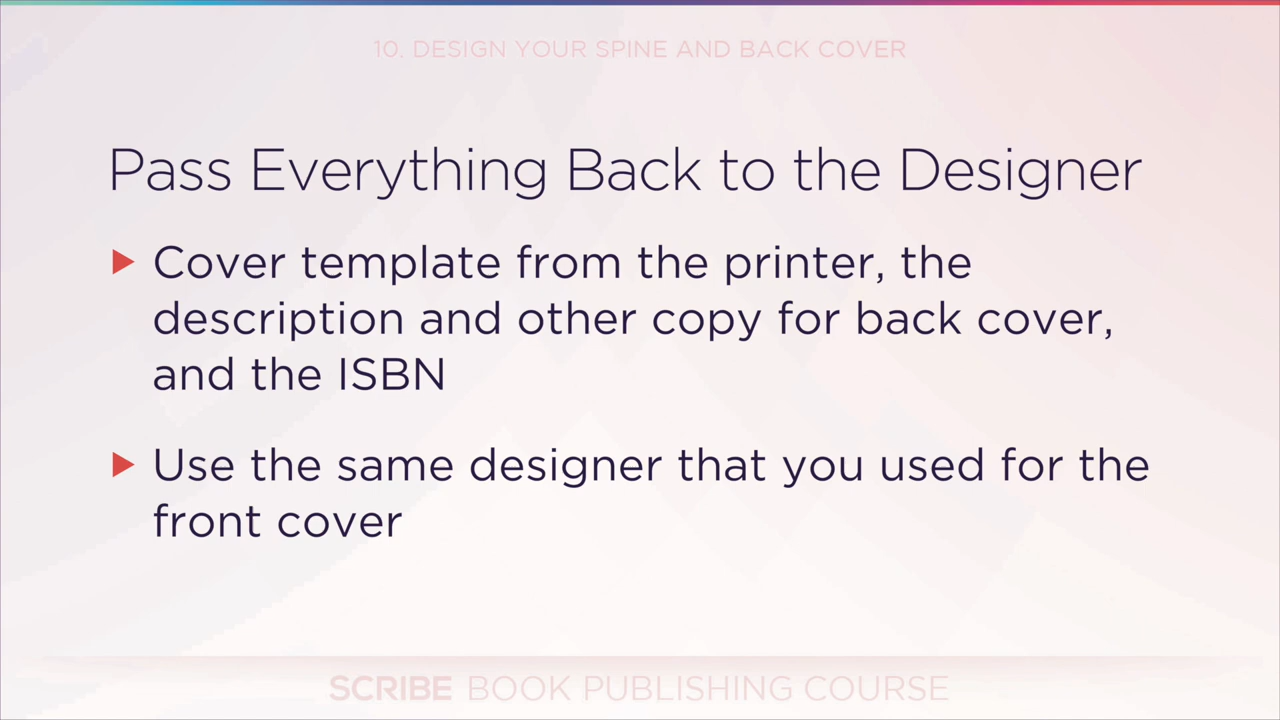 10. DESIGN YOUR SPINE AND BACK COVER
Pass Everything Back to the Designer
Cover template from the printer, the
description and other copy for back cover,
and the ISBN
Use the same designer that you used for the
front cover
SCRIBE BOOK PUBLISHING COURSE